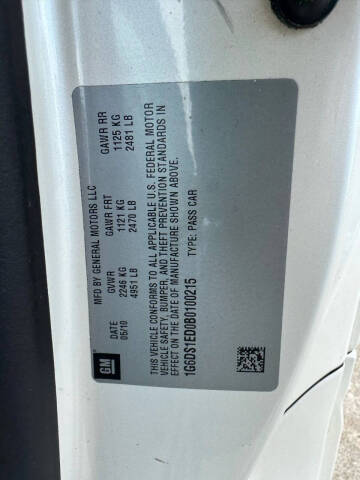 MFD BY GENERAL MOTORS LLC
DATE GVWR GAWR FRT GAWR RR
05/10 2246 KG 1121 KG 1125 KG
4951 LB 2470 LB 2481 LB
THIS VEHICLE CONFORMS TO ALL APPLICABLE U.S. FEDERAL MOTOR
VEHICLE SAFETY, BUMPER, AND THEFT PREVENTION STANDARDS IN
EFFECT ON THE DATE OF MANUFACTURE SHOWN ABOVE.
1G6DS1ED0B0100215 TYPE: PASS CAR
GM